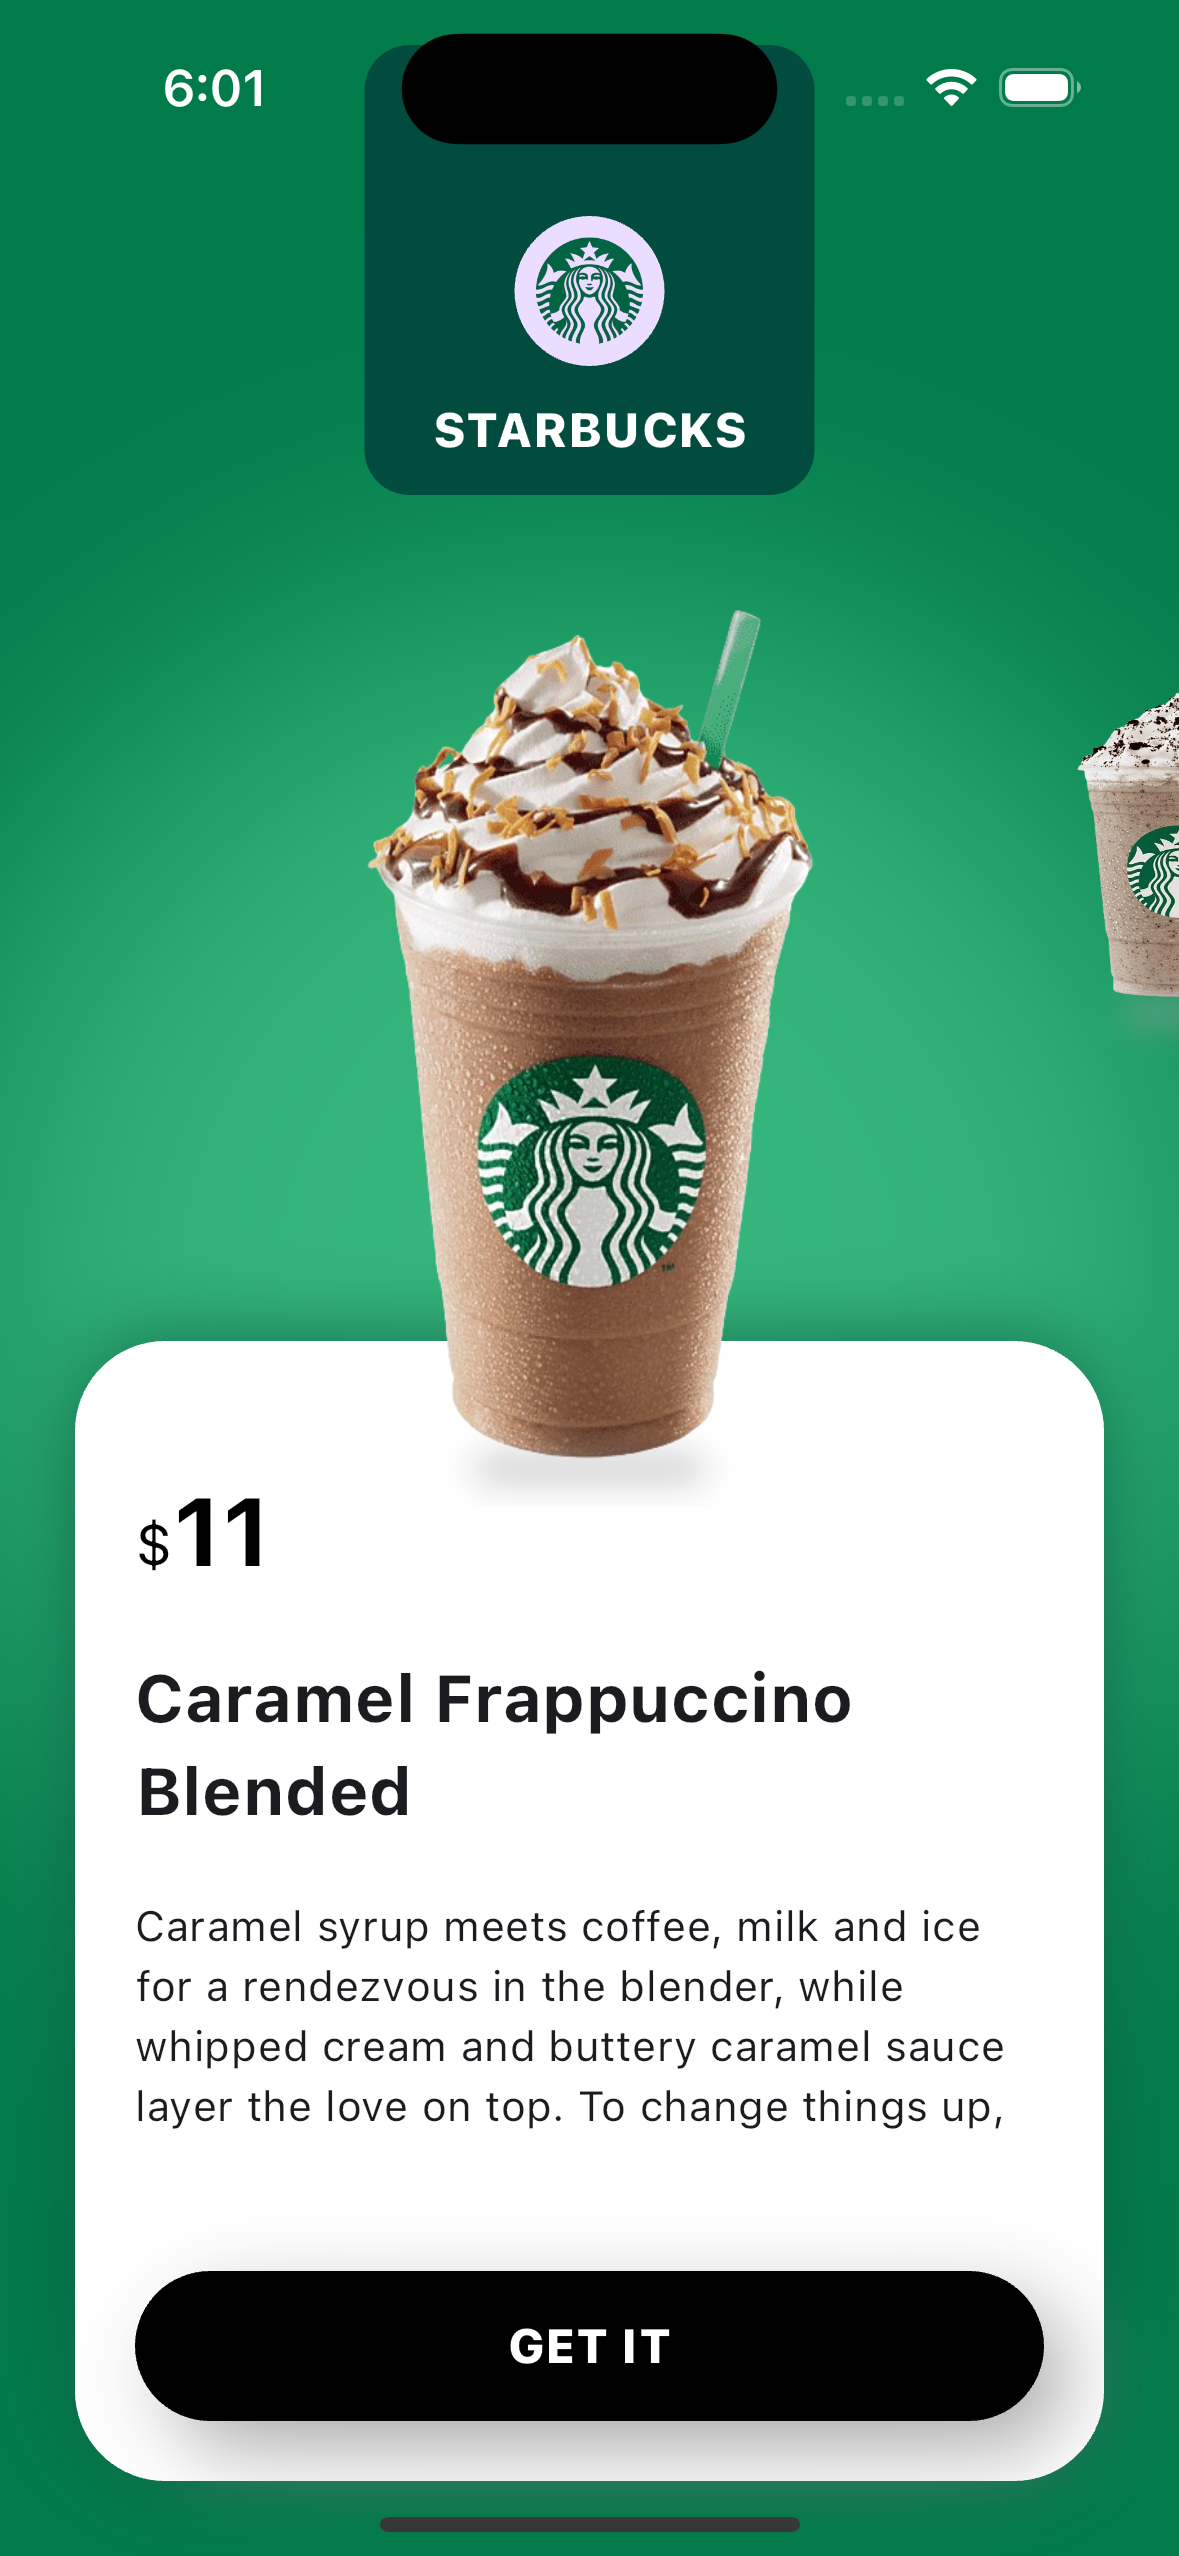 6:01
STARBUCKS
TM
$11
Caramel Frappuccino
Blended
Caramel syrup meets coffee, milk and ice
for a rendezvous in the blender, while
whipped cream and buttery caramel sauce
layer the love on top. To change things up,
GET IT